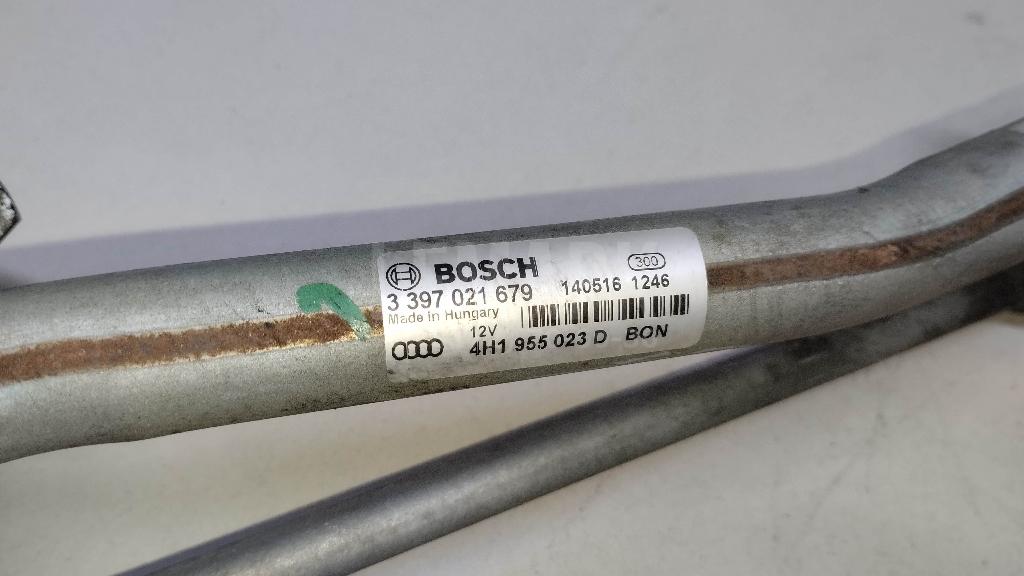 BOSCH
300
3 397 021 679 140516 1246
Made in Hungary
12V
4H1 955 023 D BON